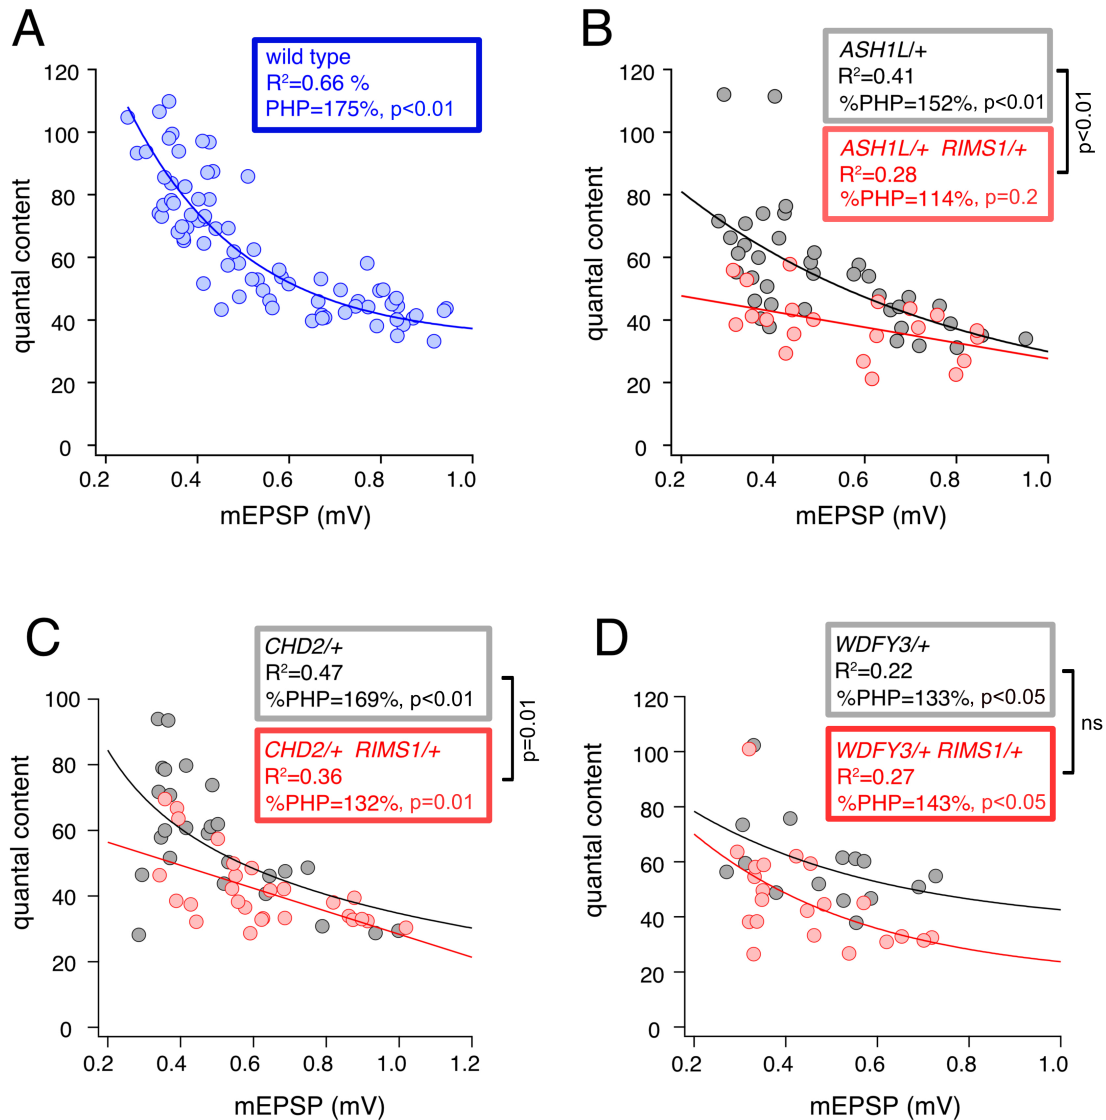 A
wild type
R²=0.66 %
PHP=175%, p<0.01
120
100
80
60
40
20
0
quantal content
0.2 0.4 0.6 0.8 1.0
mEPSP (mV)
B
ASH1L/+
R²=0.41
%PHP=152%, p<0.01
ASH1L/+ RIMS1/+
R²=0.28
%PHP=114%, p=0.2
p<0.01
120
100
80
60
40
20
0
quantal content
0.2 0.4 0.6 0.8 1.0
mEPSP (mV)
C
CHD2/+
R²=0.47
%PHP=169%, p<0.01
CHD2/+ RIMS1/+
R²=0.36
%PHP=132%, p=0.01
p=0.01
100
80
60
40
20
0
quantal content
0.2 0.4 0.6 0.8 1.0 1.2
mEPSP (mV)
D
WDFY3/+
R²=0.22
%PHP=133%, p<0.05
WDFY3/+ RIMS1/+
R²=0.27
%PHP=143%, p<0.05
ns
120
100
80
60
40
20
0
quantal content
0.2 0.4 0.6 0.8 1.0
mEPSP (mV)